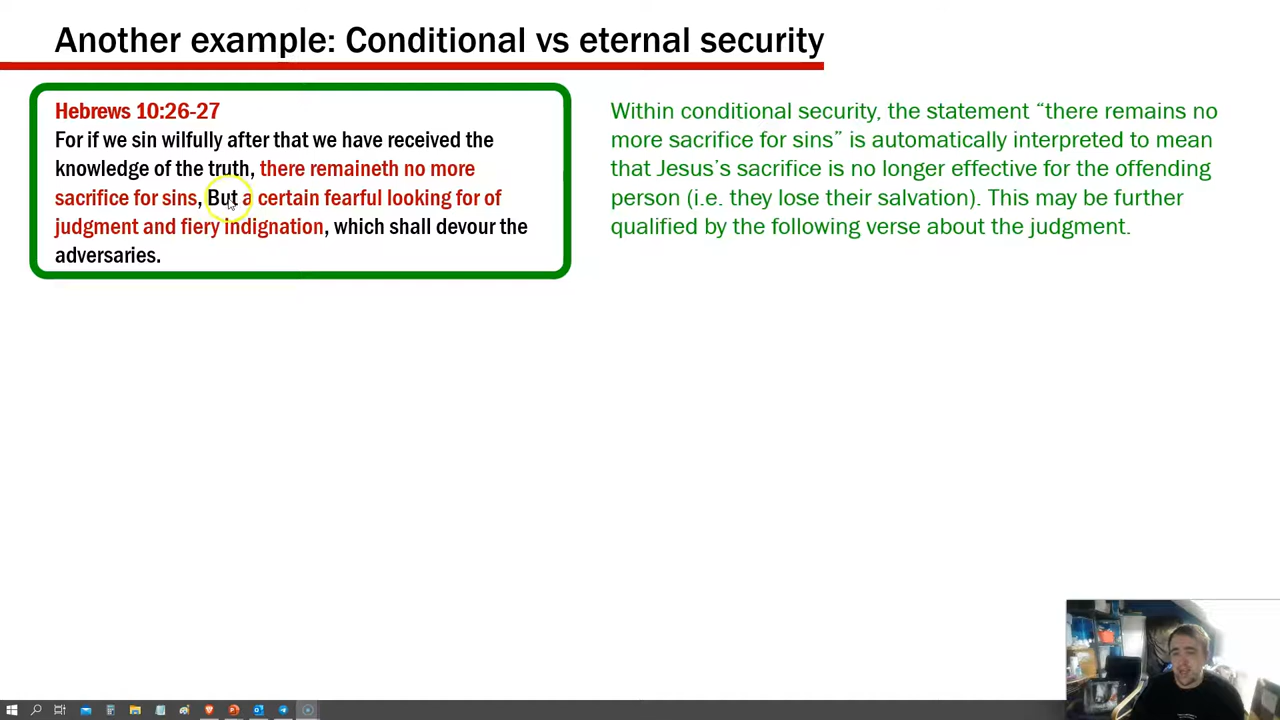 Another example: Conditional vs eternal security
Hebrews 10:26-27
For if we sin wilfully after that we have received the
knowledge of the truth, there remaineth no more
sacrifice for sins, But a certain fearful looking for of
judgment and fiery indignation, which shall devour the
adversaries.
Within conditional security, the statement “there remains no
more sacrifice for sins” is automatically interpreted to mean
that Jesus’s sacrifice is no longer effective for the offending
person (i.e. they lose their salvation). This may be further
qualified by the following verse about the judgment.